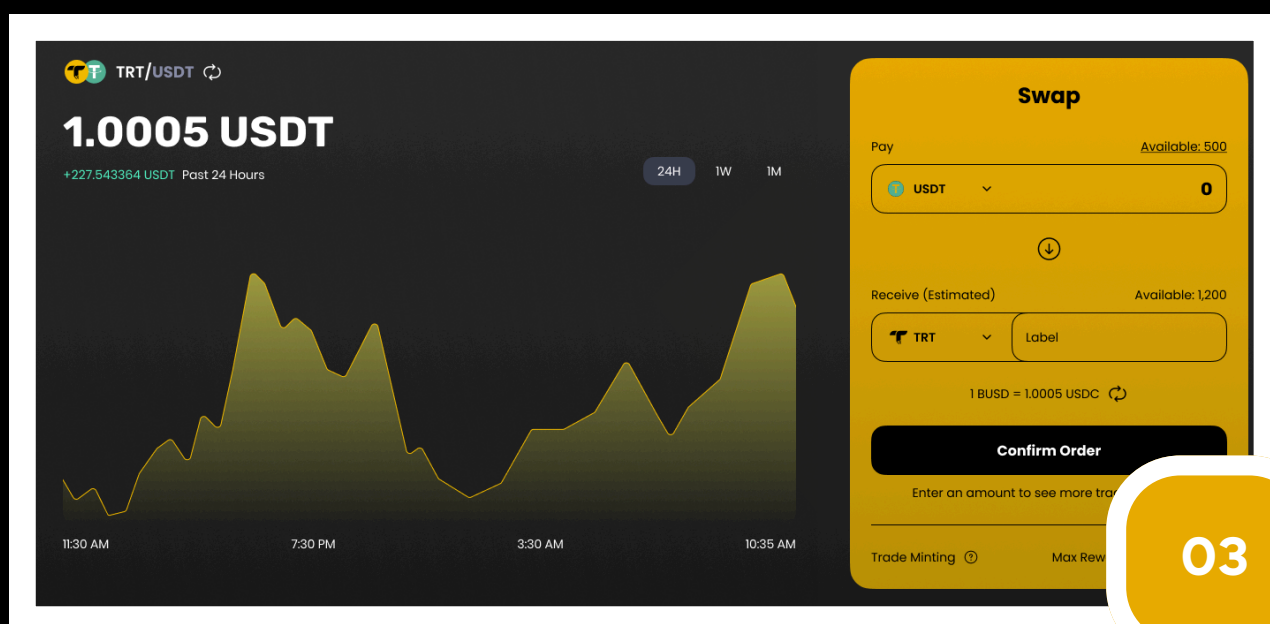 TRT/USDT
1.0005 USDT
+227.543364 USDT Past 24 Hours
24H 1W 1M
11:30 AM 7:30 PM 3:30 AM 10:35 AM
Swap
Pay Available: 500
USDT 0
Receive (Estimated) Available: 1,200
TRT Label
1 BUSD = 1.0005 USDC
Confirm Order
Enter an amount to see more
Trade Minting Max
03